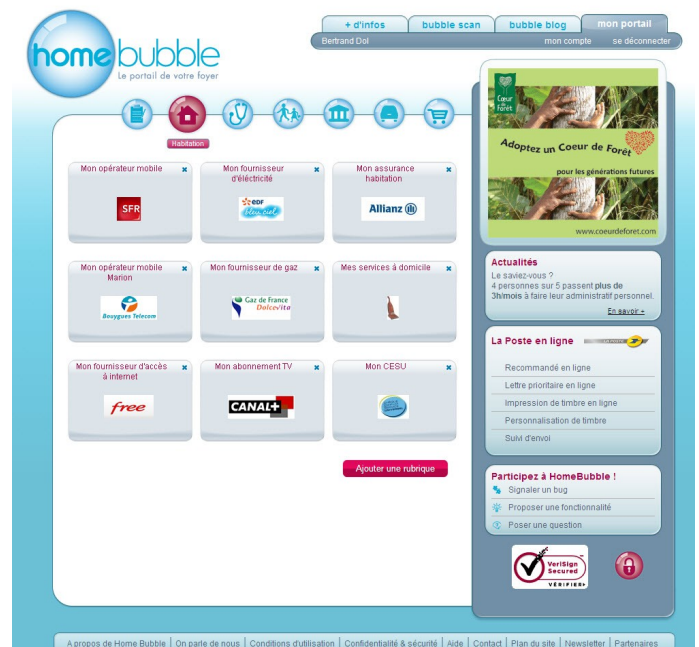 + d'infos
bubble scan
bubble blog
mon portail
Bertrand Dol
mon compte
se déconnecter
homebubble
Le portail de votre foyer
Habitation
Mon opérateur mobile
SFR
Mon fournisseur
d'éléctricité
EDF
bleu ciel
Mon assurance
habitation
Allianz
Mon opérateur mobile
Marion
Bouygues Telecom
Mon fournisseur de gaz
Gaz de France
Dolcevita
Mes services à domicile
Mon fournisseur d'accès
à internet
free
Mon abonnement TV
CANAL+
Mon CESU
Ajouter une rubrique
Cœur
de
forêt
Adoptez un Coeur de Forêt
pour les générations futures
www.coeurdeforet.com
Actualités
Le saviez-vous ?
4 personnes sur 5 passent plus de
3h/mois à faire leur administratif personnel.
En savoir +
La Poste en ligne
LA POSTE
Recommandé en ligne
Lettre prioritaire en ligne
Impression de timbre en ligne
Personnalisation de timbre
Suivi d'envoi
Participez à HomeBubble !
Signaler un bug
Proposer une fonctionnalité
Poser une question
VeriSign
Secured
VÉRIFIER
A propos de Home Bubble | On parle de nous | Conditions d'utilisation | Confidentialité & sécurité | Aide | Contact | Plan du site | Newsletter | Partenaires